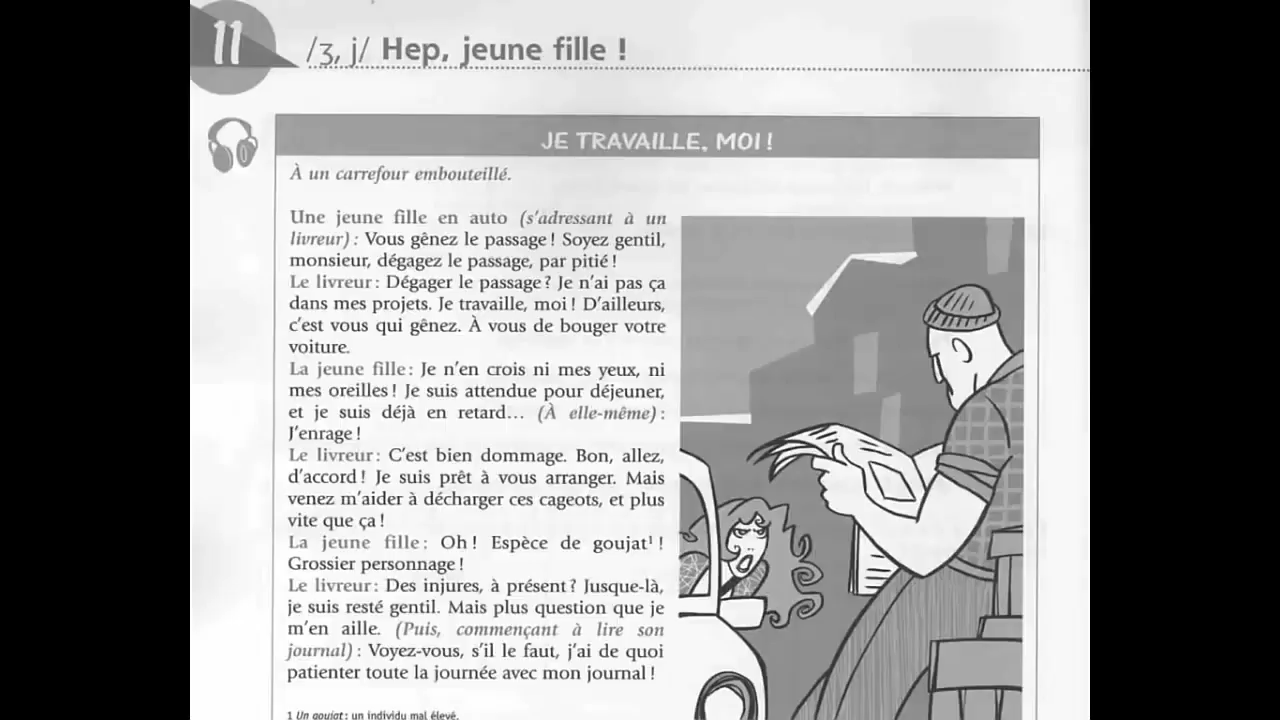 11
/ʒ, j/ Hep, jeune fille !
JE TRAVAILLE, MOI !
À un carrefour embouteillé.
Une jeune fille en auto (s'adressant à un
livreur) : Vous gênez le passage ! Soyez gentil,
monsieur, dégagez le passage, par pitié !
Le livreur : Dégager le passage ? Je n'ai pas ça
dans mes projets. Je travaille, moi ! D'ailleurs,
c'est vous qui gênez. À vous de bouger votre
voiture.
La jeune fille : Je n'en crois ni mes yeux, ni
mes oreilles ! Je suis attendue pour déjeuner,
et je suis déjà en retard... (À elle-même) :
J'enrage !
Le livreur : C'est bien dommage. Bon, allez,
d'accord ! Je suis prêt à vous arranger. Mais
venez m'aider à décharger ces cageots, et plus
vite que ça !
La jeune fille : Oh ! Espèce de goujat¹ !
Grossier personnage !
Le livreur : Des injures, à présent ? Jusque-là,
je suis resté gentil. Mais plus question que je
m'en aille. (Puis, commençant à lire son
journal) : Voyez-vous, s'il le faut, j'ai de quoi
patienter toute la journée avec mon journal !
1 Un goujat : un individu mal élevé.